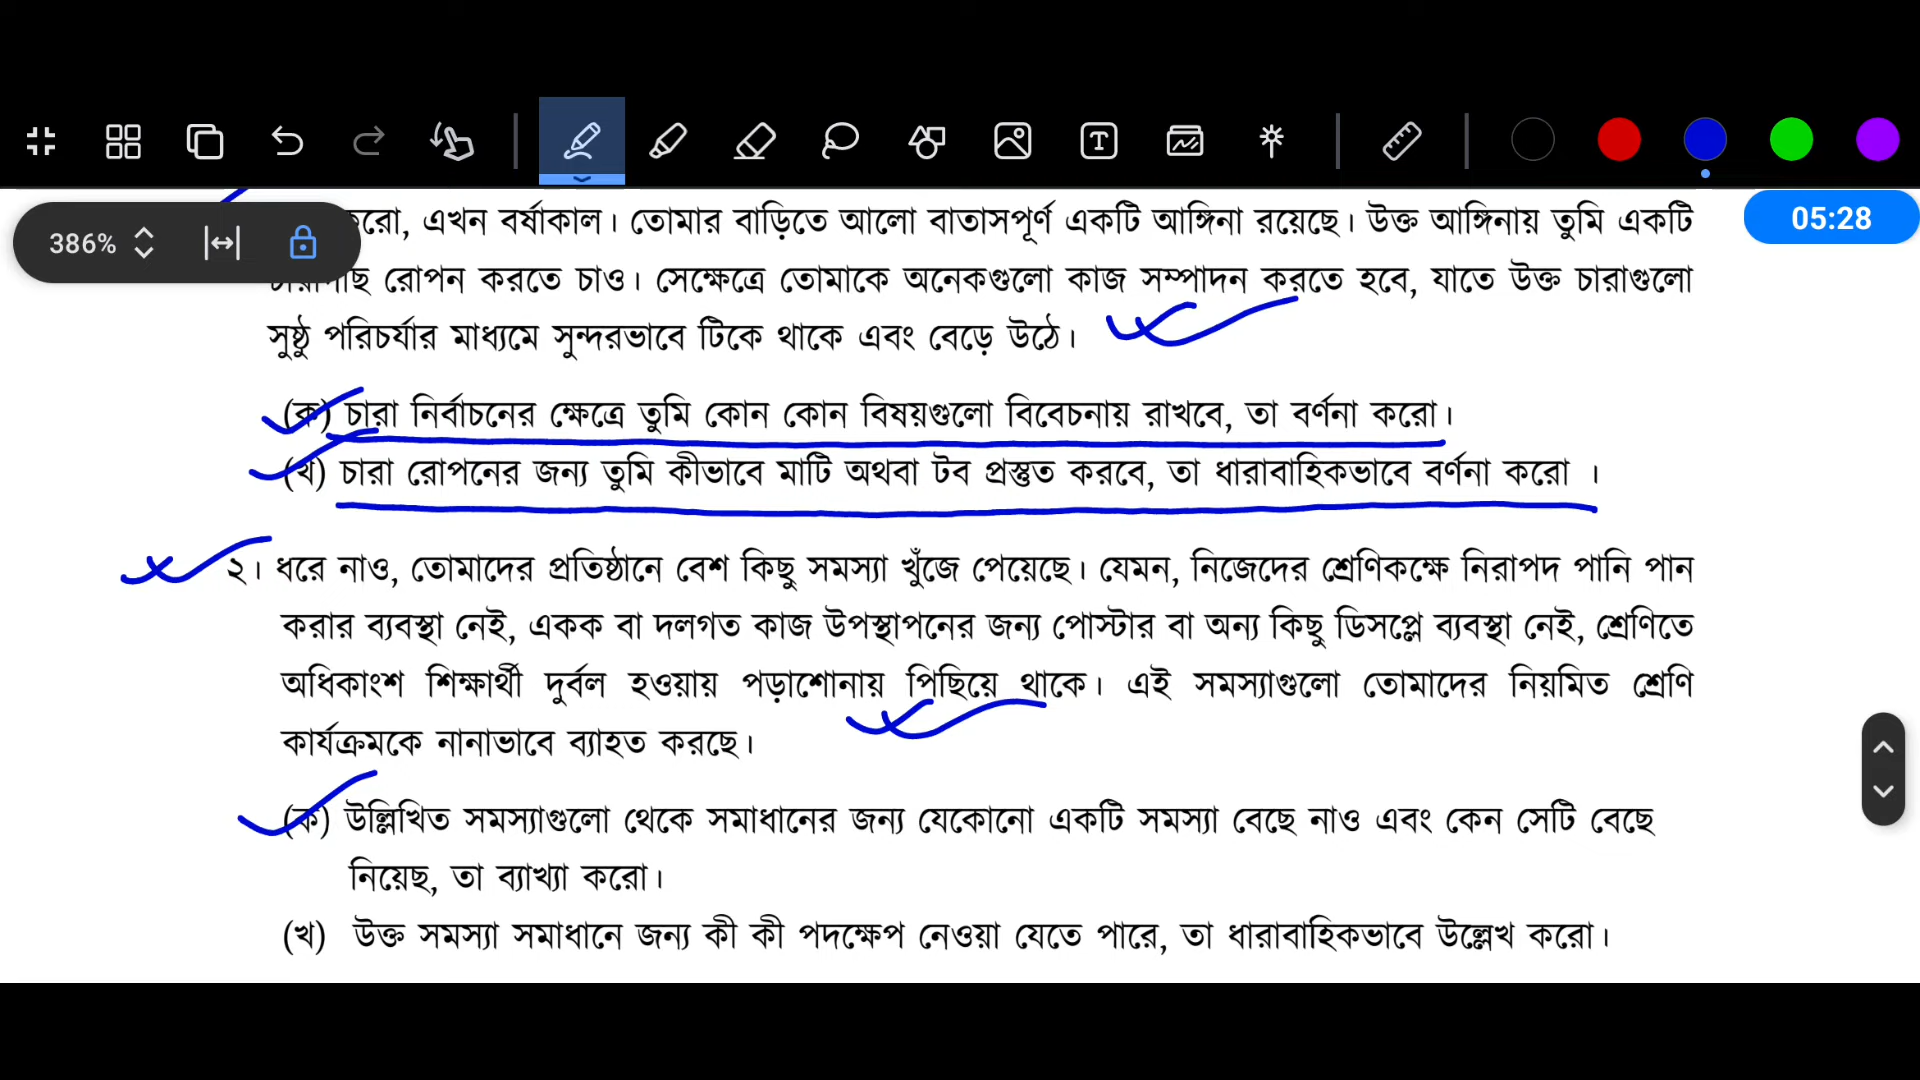 386%
05:28
করো, এখন বর্ষাকাল। তোমার বাড়িতে আলো বাতাসপূর্ণ একটি আঙ্গিনা রয়েছে। উক্ত আঙ্গিনায় তুমি একটি
রোপন করতে চাও। সেক্ষেত্রে তোমাকে অনেকগুলো কাজ সম্পাদন করতে হবে, যাতে উক্ত চারাগুলো
সুষ্ঠু পরিচর্যার মাধ্যমে সুন্দরভাবে টিকে থাকে এবং বেড়ে উঠে।
(ক) চারা নির্বাচনের ক্ষেত্রে তুমি কোন কোন বিষয়গুলো বিবেচনায় রাখবে, তা বর্ণনা করো।
(খ) চারা রোপনের জন্য তুমি কীভাবে মাটি অথবা টব প্রস্তুত করবে, তা ধারাবাহিকভাবে বর্ণনা করো ।
২। ধরে নাও, তোমাদের প্রতিষ্ঠানে বেশ কিছু সমস্যা খুঁজে পেয়েছে। যেমন, নিজেদের শ্রেণিকক্ষে নিরাপদ পানি পান
করার ব্যবস্থা নেই, একক বা দলগত কাজ উপস্থাপনের জন্য পোস্টার বা অন্য কিছু ডিসপ্লে ব্যবস্থা নেই, শ্রেণিতে
অধিকাংশ শিক্ষার্থী দুর্বল হওয়ায় পড়াশোনায় পিছিয়ে থাকে। এই সমস্যাগুলো তোমাদের নিয়মিত শ্রেণি
কার্যক্রমকে নানাভাবে ব্যাহত করছে।
(ক) উল্লিখিত সমস্যাগুলো থেকে সমাধানের জন্য যেকোনো একটি সমস্যা বেছে নাও এবং কেন সেটি বেছে
নিয়েছ, তা ব্যাখ্যা করো।
(খ) উক্ত সমস্যা সমাধানে জন্য কী কী পদক্ষেপ নেওয়া যেতে পারে, তা ধারাবাহিকভাবে উল্লেখ করো।